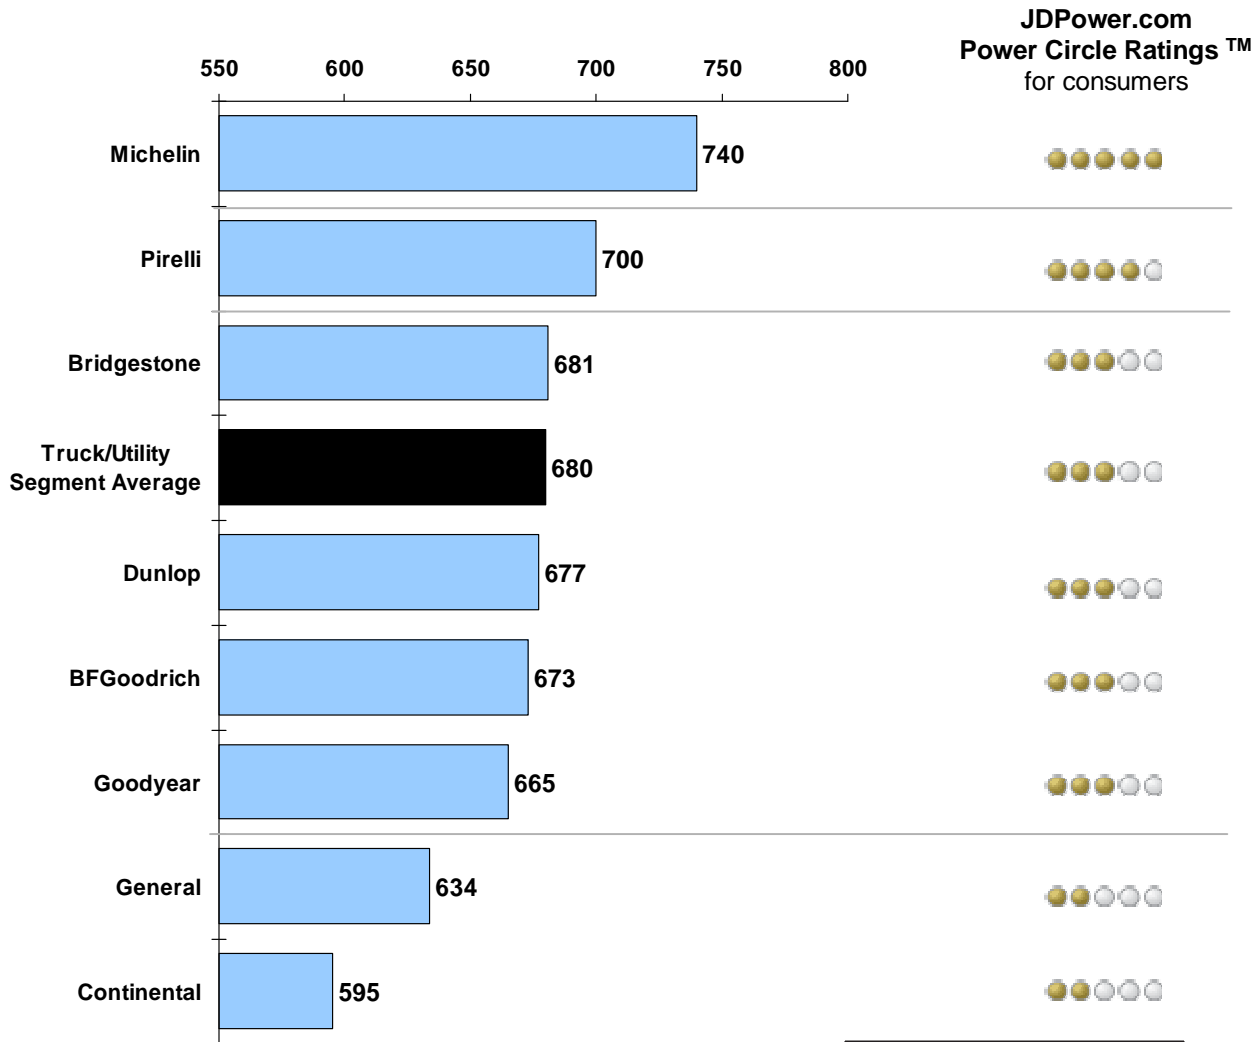 JDPower.com
Power Circle Ratings ™
for consumers
550 600 650 700 750 800
Michelin 740
Pirelli 700
Bridgestone 681
Truck/Utility
Segment Average 680
Dunlop 677
BFGoodrich 673
Goodyear 665
General 634
Continental 595